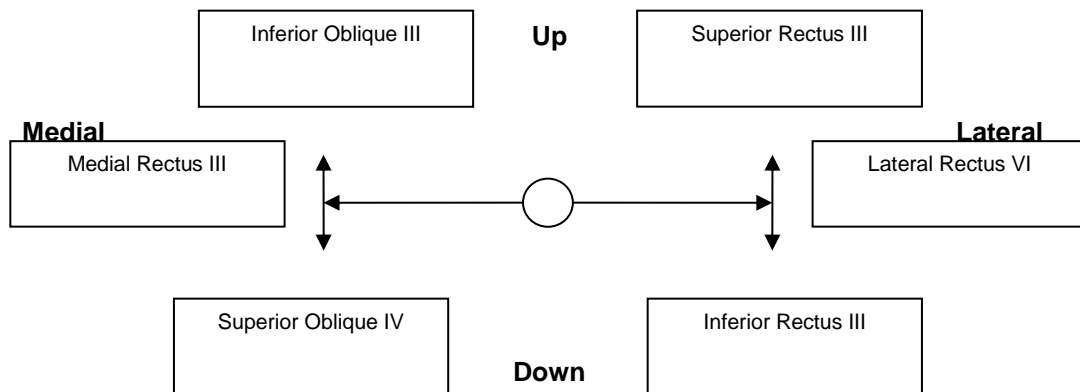 Inferior Oblique III
Up
Superior Rectus III
Medial
Lateral
Medial Rectus III
Lateral Rectus VI
Superior Oblique IV
Inferior Rectus III
Down